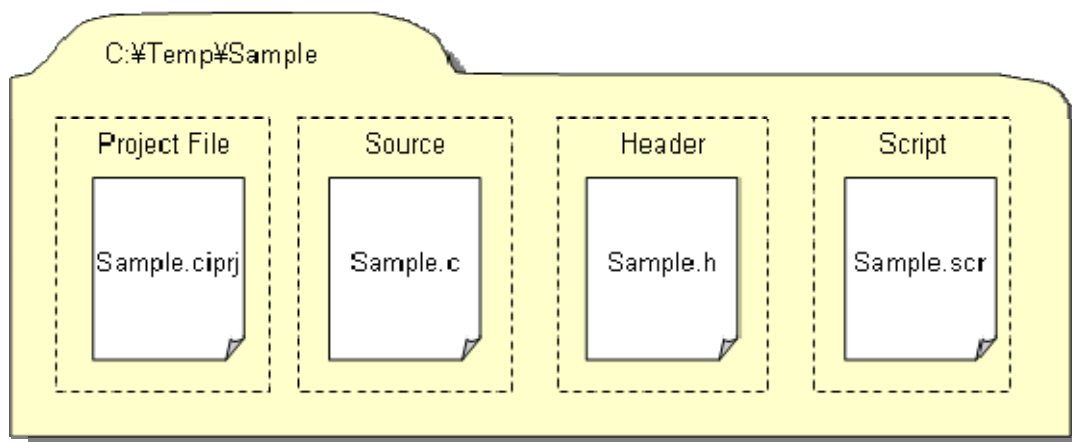 C:¥Temp¥Sample
Project File
Source
Header
Script
Sample.ciprj
Sample.c
Sample.h
Sample.scr